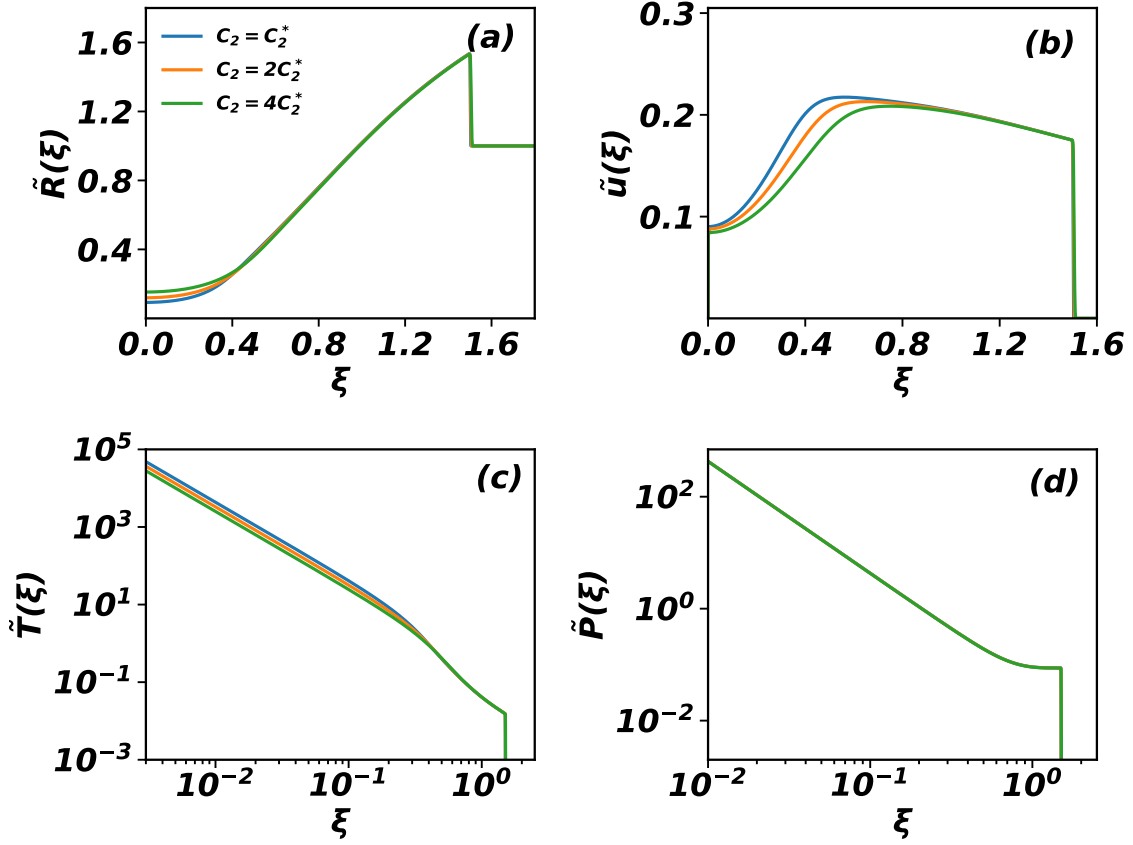 (a)
C₂ = C₂*
C₂ = 2C₂*
C₂ = 4C₂*
R̃(ξ)
1.6
1.2
0.8
0.4
0.0 0.4 0.8 1.2 1.6
ξ
(b)
ũ(ξ)
0.3
0.2
0.1
0.0 0.4 0.8 1.2 1.6
ξ
(c)
T̃(ξ)
10⁵
10³
10¹
10⁻¹
10⁻³
10⁻² 10⁻¹ 10⁰
ξ
(d)
P̃(ξ)
10²
10⁰
10⁻²
10⁻² 10⁻¹ 10⁰
ξ